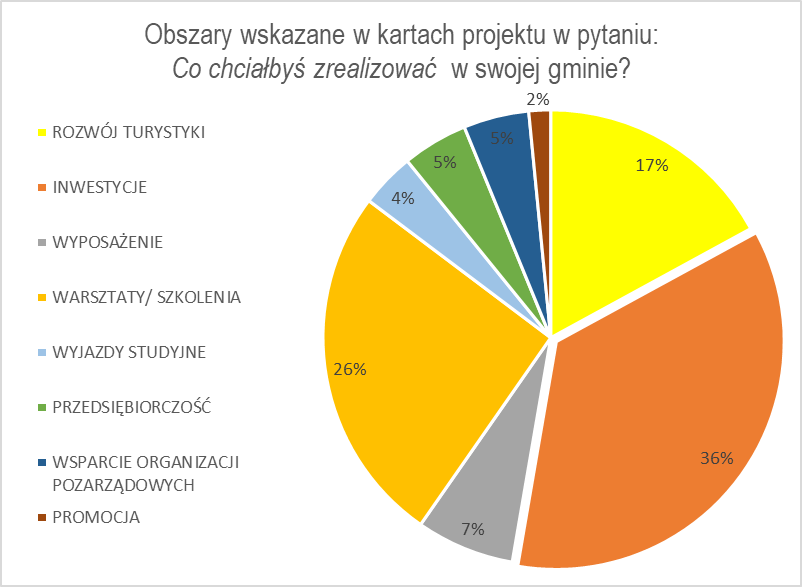 Obszary wskazane w kartach projektu w pytaniu:
Co chciałbyś zrealizować w swojej gminie?
ROZWÓJ TURYSTYKI
INWESTYCJE
WYPOSAŻENIE
WARSZTATY/ SZKOLENIA
WYJAZDY STUDYJNE
PRZEDSIĘBIORCZOŚĆ
WSPARCIE ORGANIZACJI
POZARZĄDOWYCH
PROMOCJA
17%
36%
7%
26%
4%
5%
5%
2%